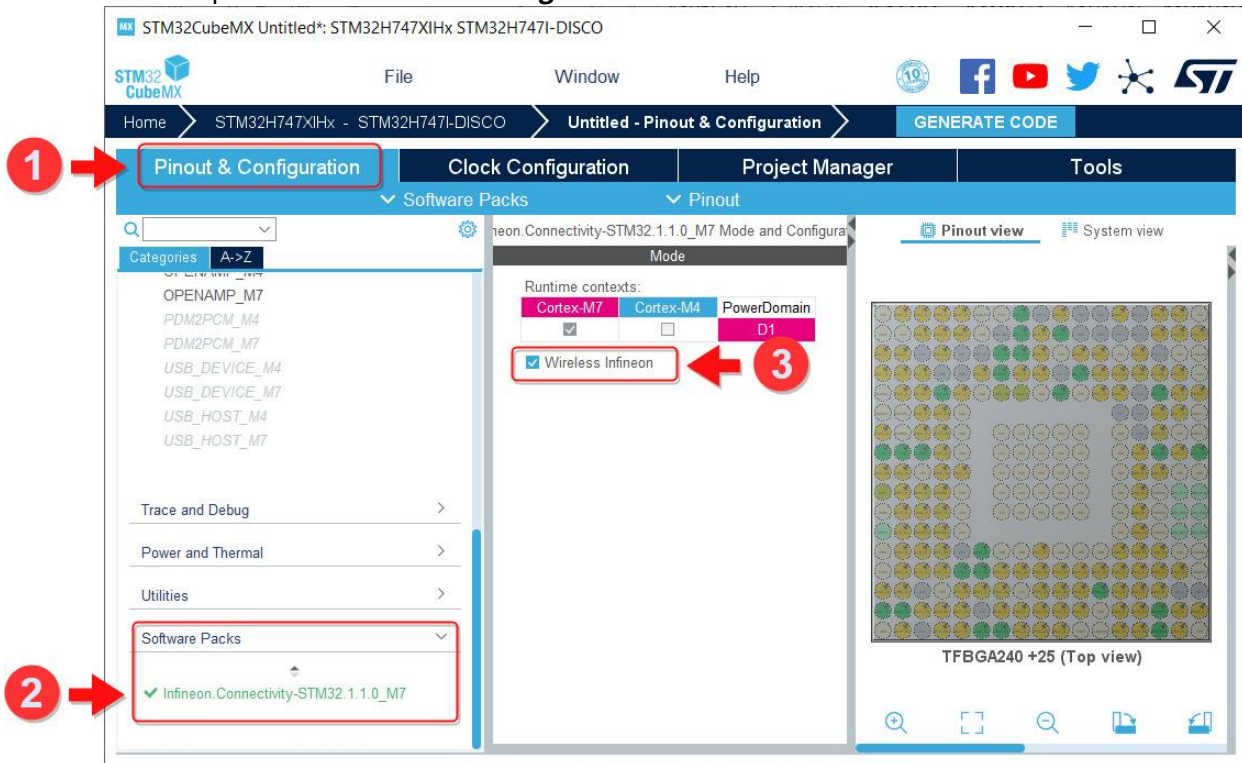 MX STM32CubeMX Untitled*: STM32H747XIHx STM32H747I-DISCO
STM32 CubeMX
File Window Help
10
Home STM32H747XIHx - STM32H747I-DISCO Untitled - Pinout & Configuration GENERATE CODE
1
Pinout & Configuration Clock Configuration Project Manager Tools
Software Packs Pinout
neon.Connectivity-STM32.1.1.0_M7 Mode and Configura
Pinout view System view
Categories A->Z
Mode
OPENAMP_M4
OPENAMP_M7
PDM2PCM_M4
PDM2PCM_M7
USB_DEVICE_M4
USB_DEVICE_M7
USB_HOST_M4
USB_HOST_M7
Runtime contexts:
Cortex-M7 Cortex-M4 PowerDomain
D1
Wireless Infineon
3
Trace and Debug
Power and Thermal
Utilities
Software Packs
2
Infineon.Connectivity-STM32.1.1.0_M7
TFBGA240 +25 (Top view)